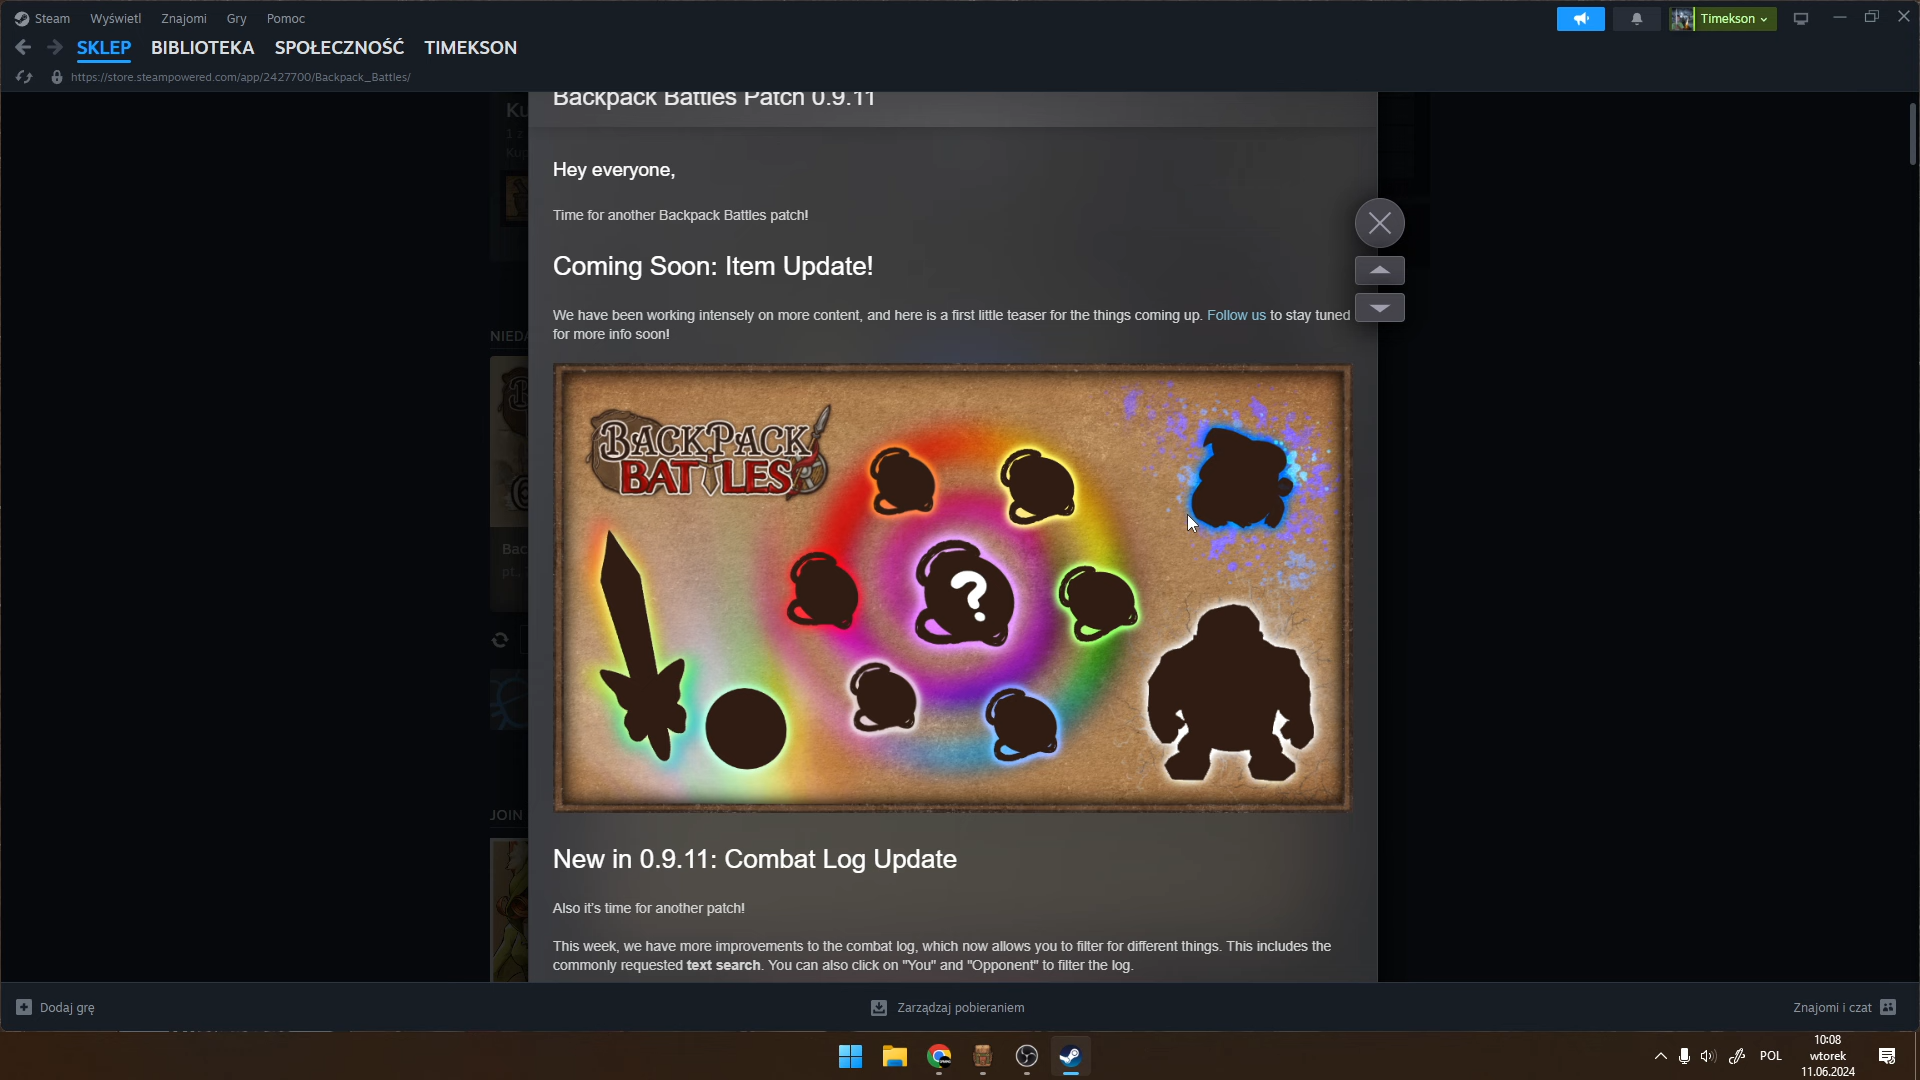 Steam Wyświetl Znajomi Gry Pomoc
Timekson
SKLEP BIBLIOTEKA SPOŁECZNOŚĆ TIMEKSON
https://store.steampowered.com/app/2427700/Backpack_Battles/
Backpack Battles Patch 0.9.11
Hey everyone,
Time for another Backpack Battles patch!
Coming Soon: Item Update!
We have been working intensely on more content, and here is a first little teaser for the things coming up. Follow us to stay tuned
for more info soon!
BACKPACK
BATTLES
?
New in 0.9.11: Combat Log Update
Also it's time for another patch!
This week, we have more improvements to the combat log, which now allows you to filter for different things. This includes the
commonly requested text search. You can also click on "You" and "Opponent" to filter the log.
JOIN
Dodaj grę
Zarządzaj pobieraniem
Znajomi i czat
POL
10:08
wtorek
11.06.2024